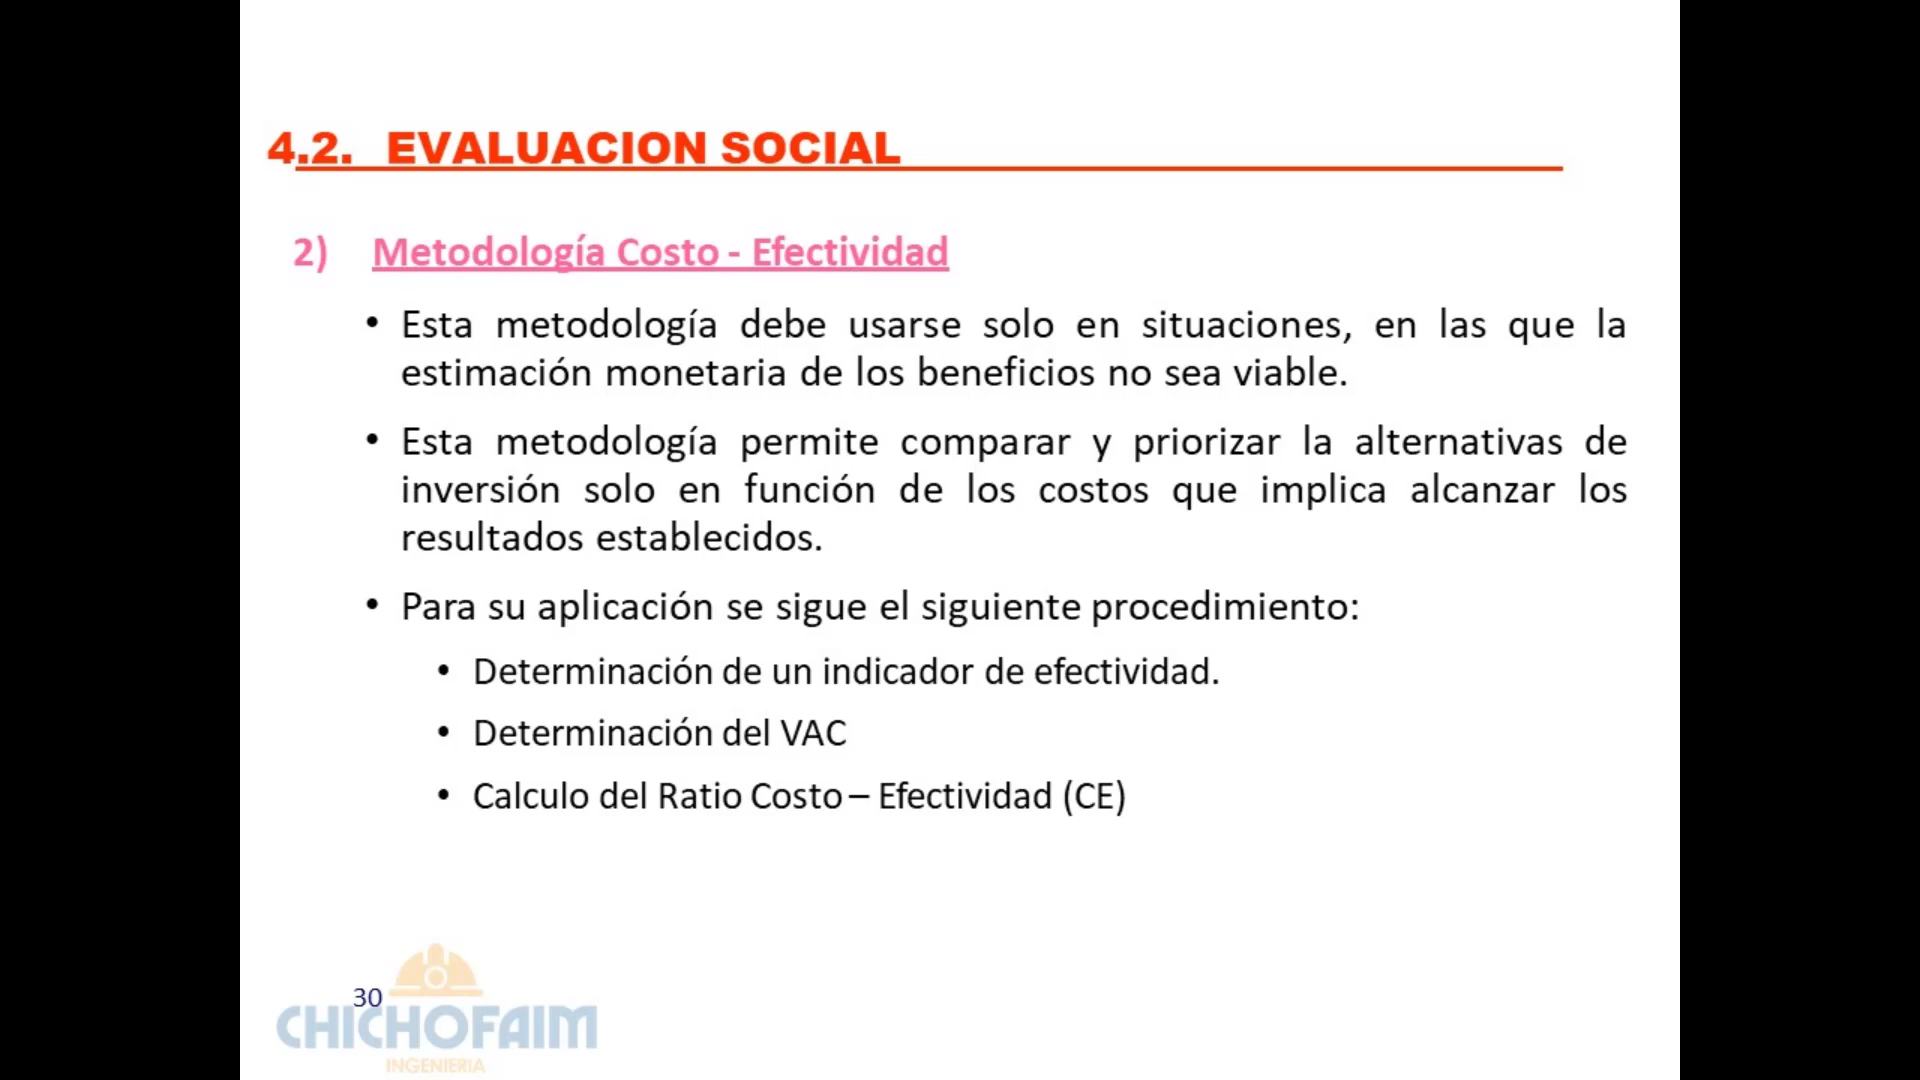 4.2. EVALUACION SOCIAL
2) Metodología Costo - Efectividad
• Esta metodología debe usarse solo en situaciones, en las que la
estimación monetaria de los beneficios no sea viable.
• Esta metodología permite comparar y priorizar la alternativas de
inversión solo en función de los costos que implica alcanzar los
resultados establecidos.
• Para su aplicación se sigue el siguiente procedimiento:
• Determinación de un indicador de efectividad.
• Determinación del VAC
• Calculo del Ratio Costo – Efectividad (CE)
30
CHICHOFAIM
INGENIERIA